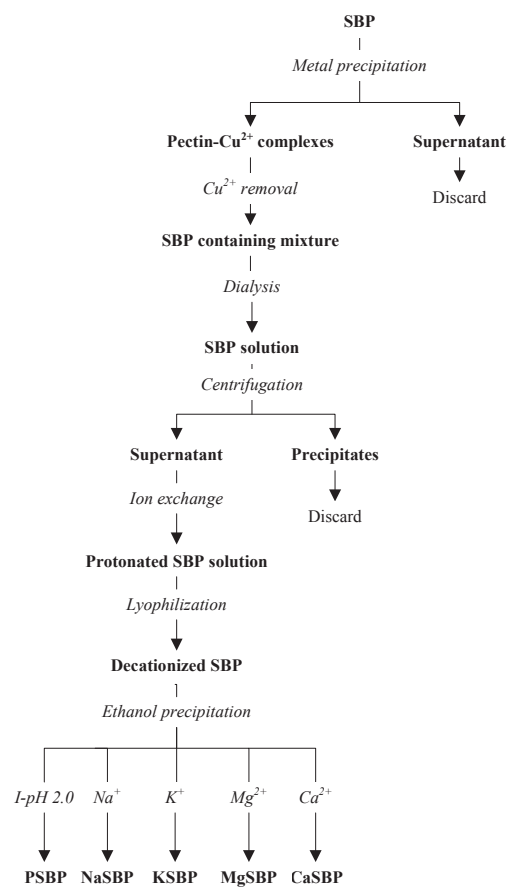 SBP
Metal precipitation
Pectin-Cu²⁺ complexes Supernatant
Cu²⁺ removal Discard
SBP containing mixture
Dialysis
SBP solution
Centrifugation
Supernatant Precipitates
Ion exchange
Discard
Protonated SBP solution
Lyophilization
Decationized SBP
Ethanol precipitation
I-pH 2.0 Na⁺ K⁺ Mg²⁺ Ca²⁺
PSBP NaSBP KSBP MgSBP CaSBP